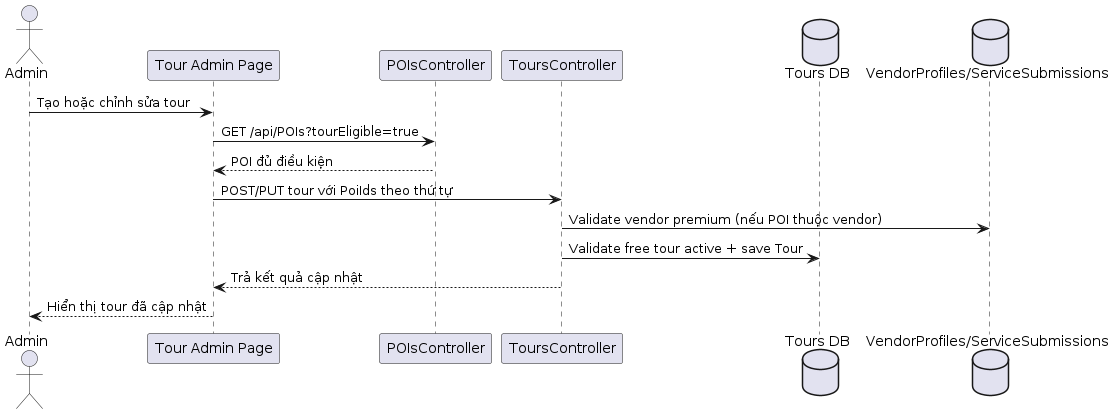 Admin
Tour Admin Page
POIsController
ToursController
Tours DB
VendorProfiles/ServiceSubmissions
Tạo hoặc chỉnh sửa tour
GET /api/POIs?tourEligible=true
POI đủ điều kiện
POST/PUT tour với PoiIds theo thứ tự
Validate vendor premium (nếu POI thuộc vendor)
Validate free tour active + save Tour
Trả kết quả cập nhật
Hiển thị tour đã cập nhật
Admin
Tour Admin Page
POIsController
ToursController
Tours DB
VendorProfiles/ServiceSubmissions